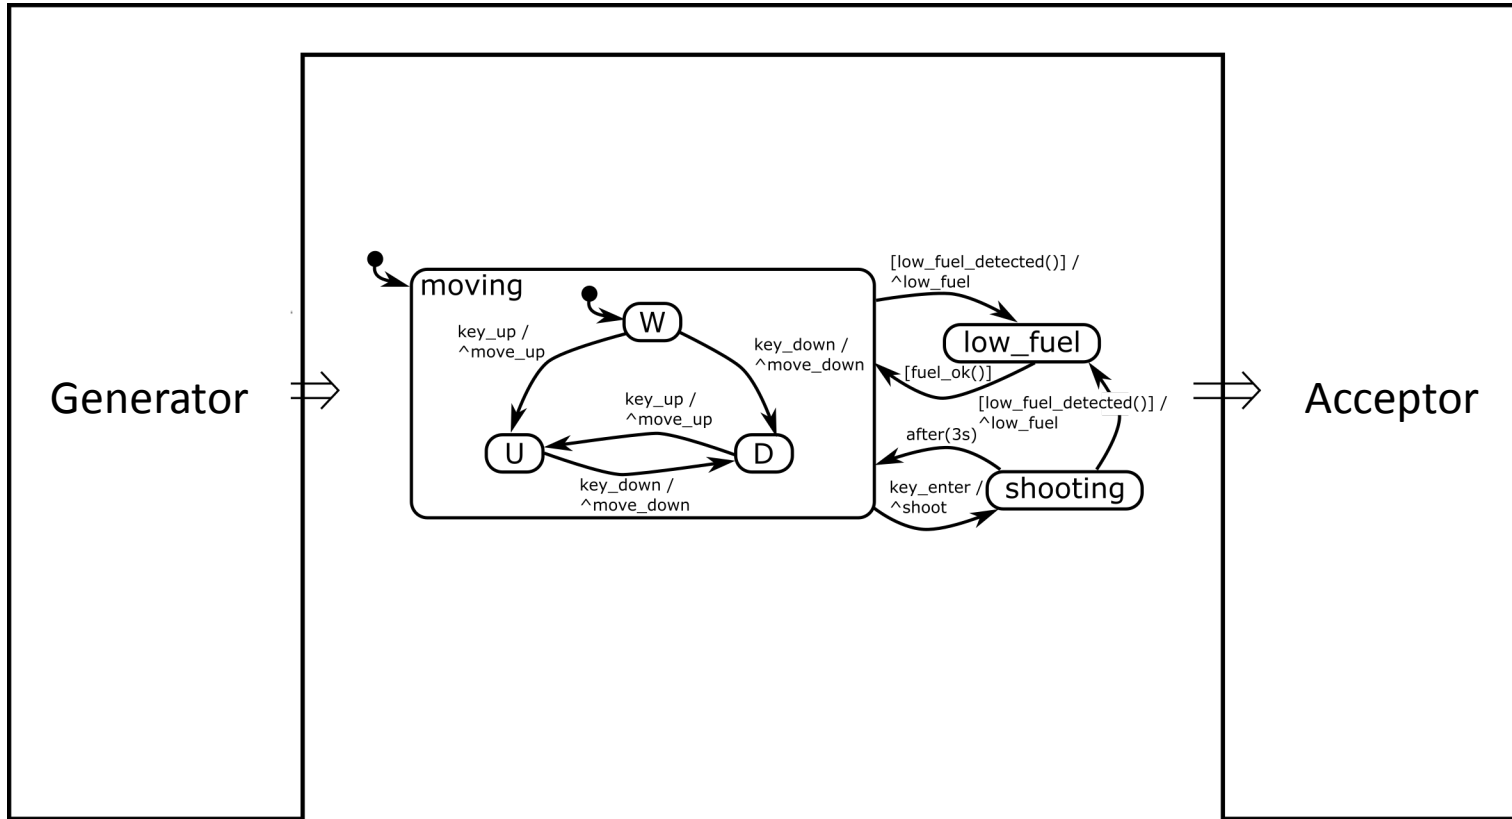 Generator
moving
W
key_up /
^move_up
key_down /
^move_down
key_up /
^move_up
U
D
key_down /
^move_down
[low_fuel_detected()] /
^low_fuel
low_fuel
[fuel_ok()]
[low_fuel_detected()] /
^low_fuel
after(3s)
key_enter /
^shoot
shooting
Acceptor